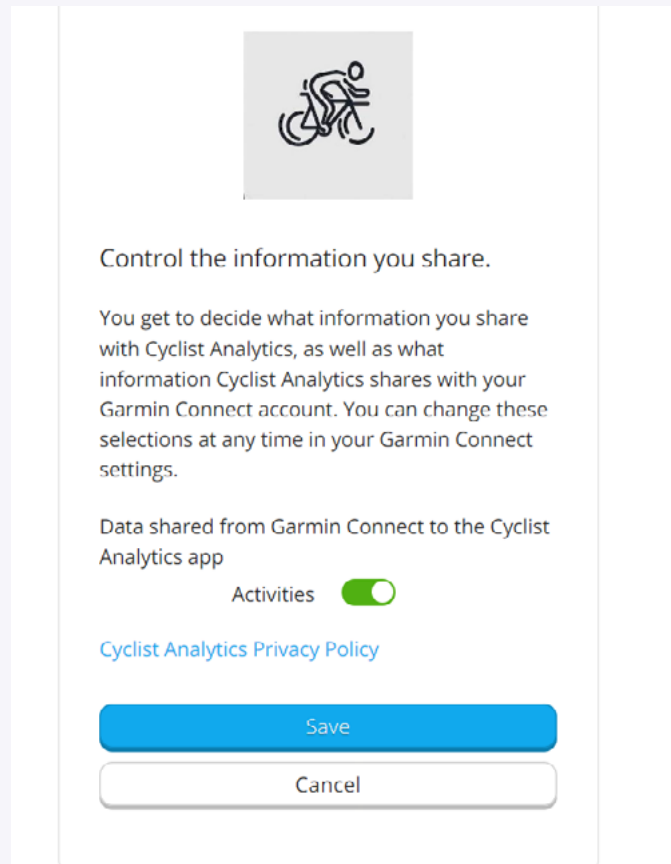 Control the information you share.
You get to decide what information you share
with Cyclist Analytics, as well as what
information Cyclist Analytics shares with your
Garmin Connect account. You can change these
selections at any time in your Garmin Connect
settings.
Data shared from Garmin Connect to the Cyclist
Analytics app
Activities
Cyclist Analytics Privacy Policy
Save
Cancel